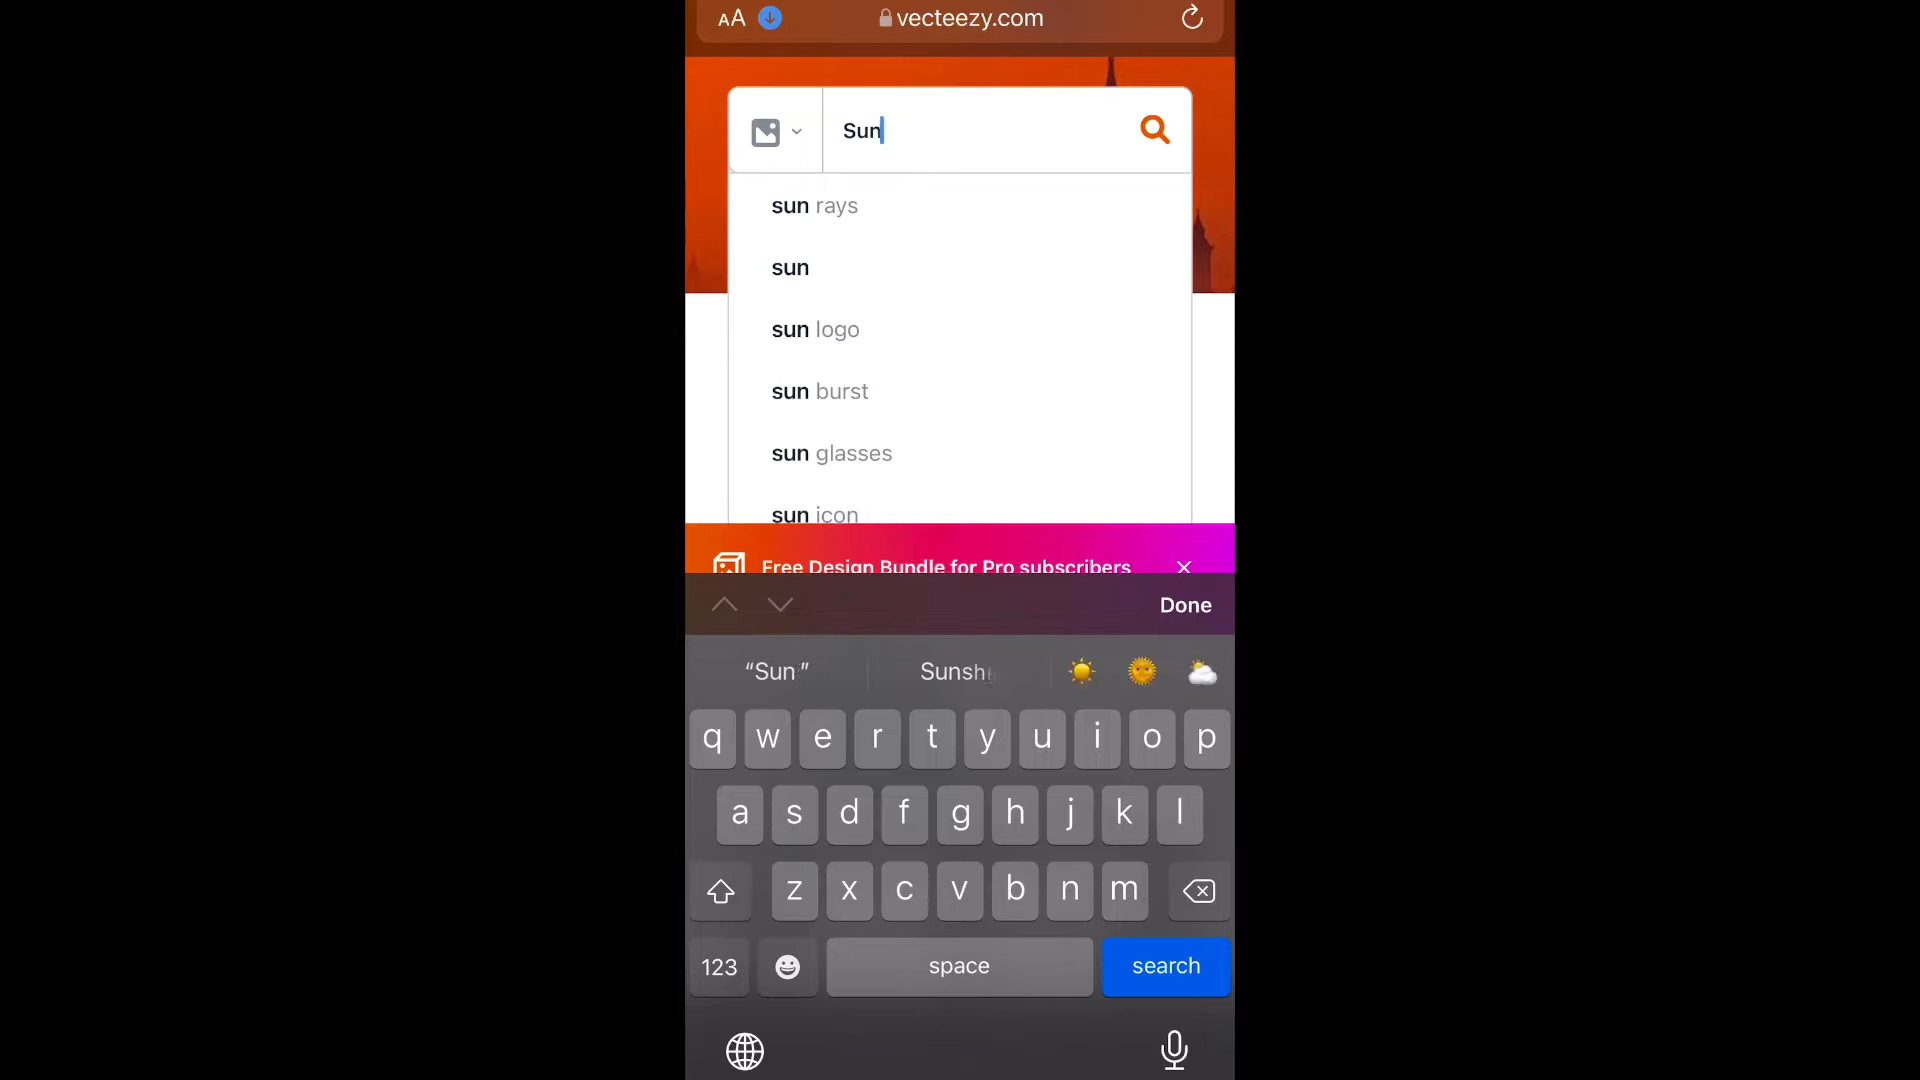 AA vecteezy.com
Sun
sun rays
sun
sun logo
sun burst
sun glasses
sun icon
Free Design Bundle for Pro subscribers
Done
“Sun”
q w e r t y u i o p
a s d f g h j k l
z x c v b n m
123 space search